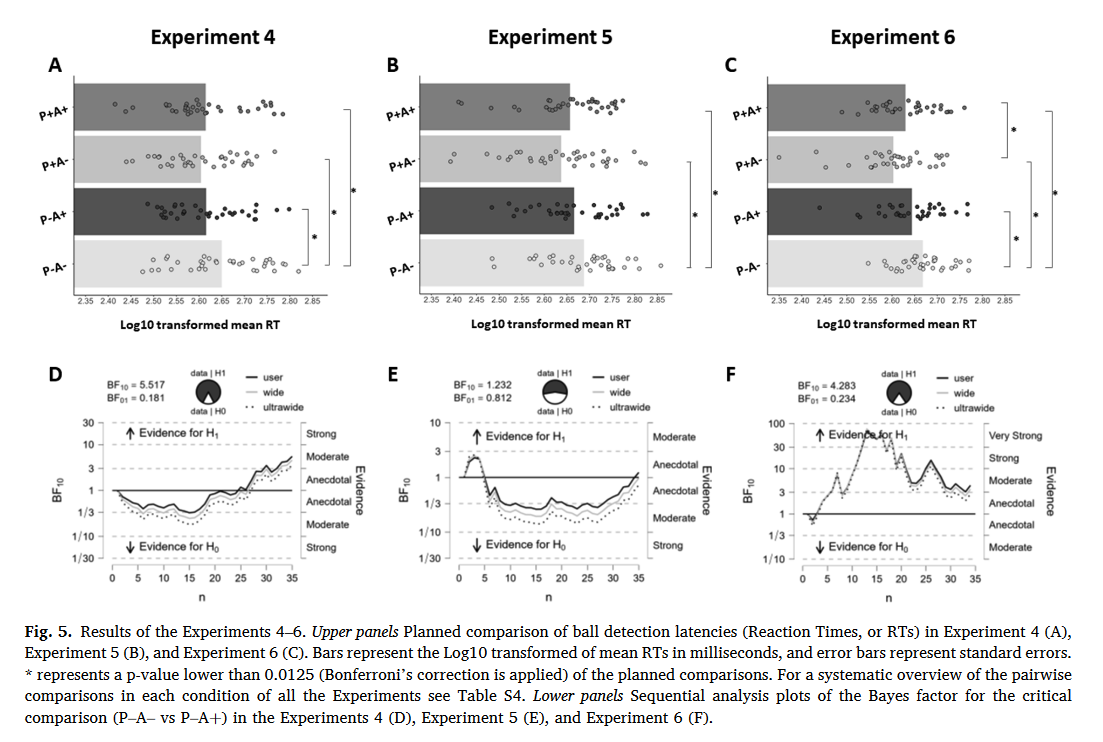 Experiment 4 Experiment 5 Experiment 6
A B C
P+A+ P+A+ P+A+
* * *
P+A- P+A- P+A-
* * * *
P-A+ P-A+ P-A+
* *
P-A- P-A- P-A-
2.35 2.40 2.45 2.50 2.55 2.60 2.65 2.70 2.75 2.80 2.85 2.35 2.40 2.45 2.50 2.55 2.60 2.65 2.70 2.75 2.80 2.85 2.35 2.40 2.45 2.50 2.55 2.60 2.65 2.70 2.75 2.80 2.85
Log10 transformed mean RT Log10 transformed mean RT Log10 transformed mean RT
D
data | H1
BF10 = 5.517
BF01 = 0.181
data | H0
user
wide
ultrawide
30
10
3
1
1/3
1/10
1/30
BF10
↑ Evidence for H1
↓ Evidence for H0
Strong
Moderate
Anecdotal
Anecdotal
Moderate
Strong
Evidence
0 5 10 15 20 25 30 35
n
E
data | H1
BF10 = 1.232
BF01 = 0.812
data | H0
user
wide
ultrawide
10
3
1
1/3
1/10
1/30
BF10
↑ Evidence for H1
↓ Evidence for H0
Moderate
Anecdotal
Anecdotal
Moderate
Strong
Evidence
0 5 10 15 20 25 30 35
n
F
data | H1
BF10 = 4.283
BF01 = 0.234
data | H0
user
wide
ultrawide
100
30
10
3
1
1/3
1/10
BF10
↑ Evidence for H1
↓ Evidence for H0
Very Strong
Strong
Moderate
Anecdotal
Anecdotal
Moderate
Evidence
0 5 10 15 20 25 30 35
n
Fig. 5. Results of the Experiments 4–6. Upper panels Planned comparison of ball detection latencies (Reaction Times, or RTs) in Experiment 4 (A),
Experiment 5 (B), and Experiment 6 (C). Bars represent the Log10 transformed of mean RTs in milliseconds, and error bars represent standard errors.
* represents a p-value lower than 0.0125 (Bonferroni's correction is applied) of the planned comparisons. For a systematic overview of the pairwise
comparisons in each condition of all the Experiments see Table S4. Lower panels Sequential analysis plots of the Bayes factor for the critical
comparison (P–A– vs P–A+) in the Experiments 4 (D), Experiment 5 (E), and Experiment 6 (F).